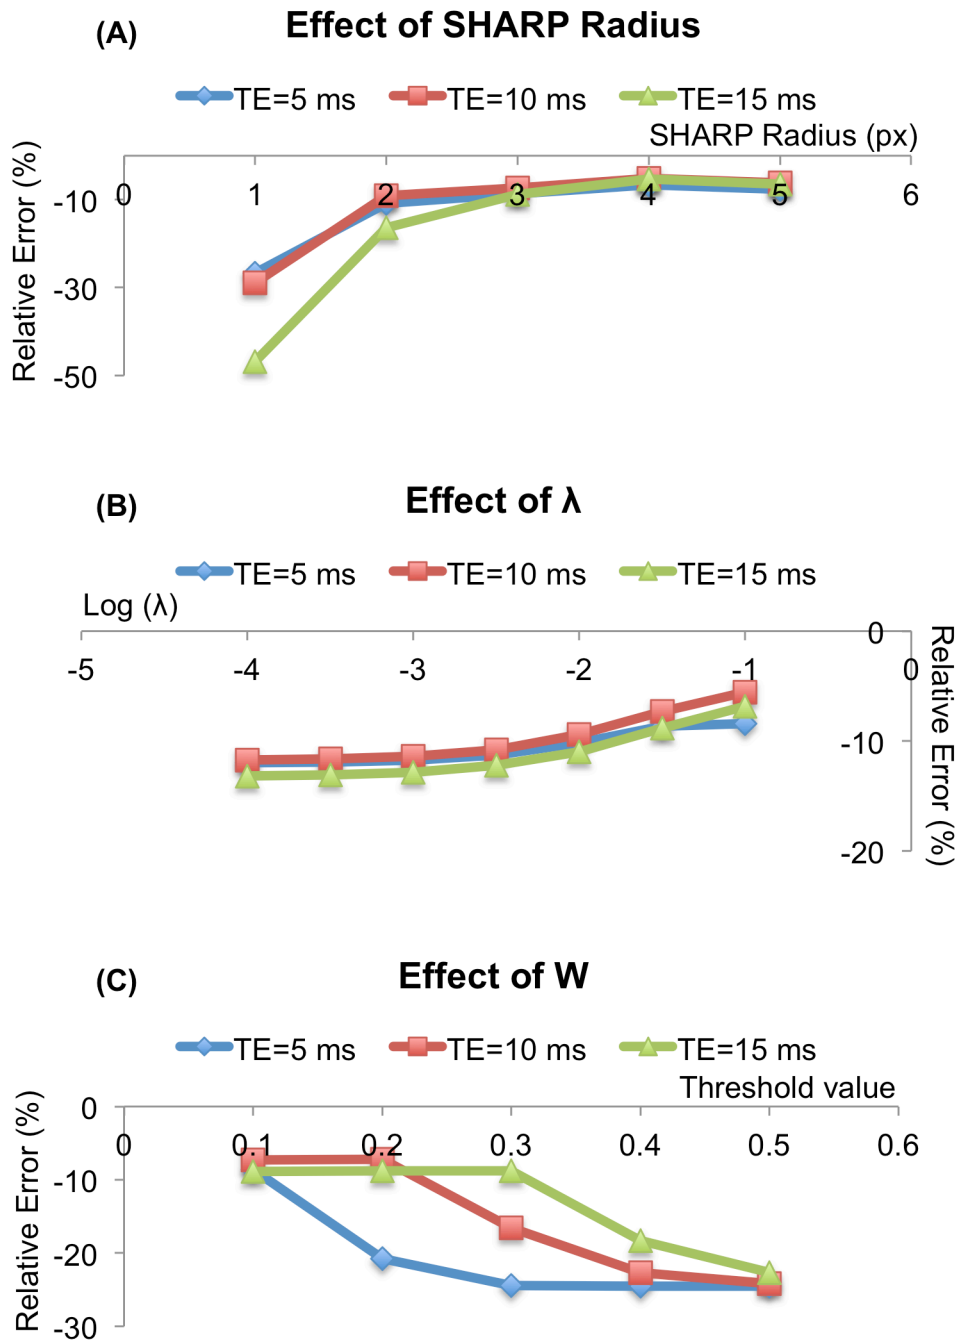 (A)
Effect of SHARP Radius
TE=5 ms TE=10 ms TE=15 ms
SHARP Radius (px)
Relative Error (%)
0 1 2 3 4 5 6
-10
-30
-50
(B)
Effect of λ
TE=5 ms TE=10 ms TE=15 ms
Log (λ)
-5 -4 -3 -2 -1 0
0
-10
-20
Relative Error (%)
(C)
Effect of W
TE=5 ms TE=10 ms TE=15 ms
Threshold value
Relative Error (%)
0
0 0.1 0.2 0.3 0.4 0.5 0.6
-10
-20
-30